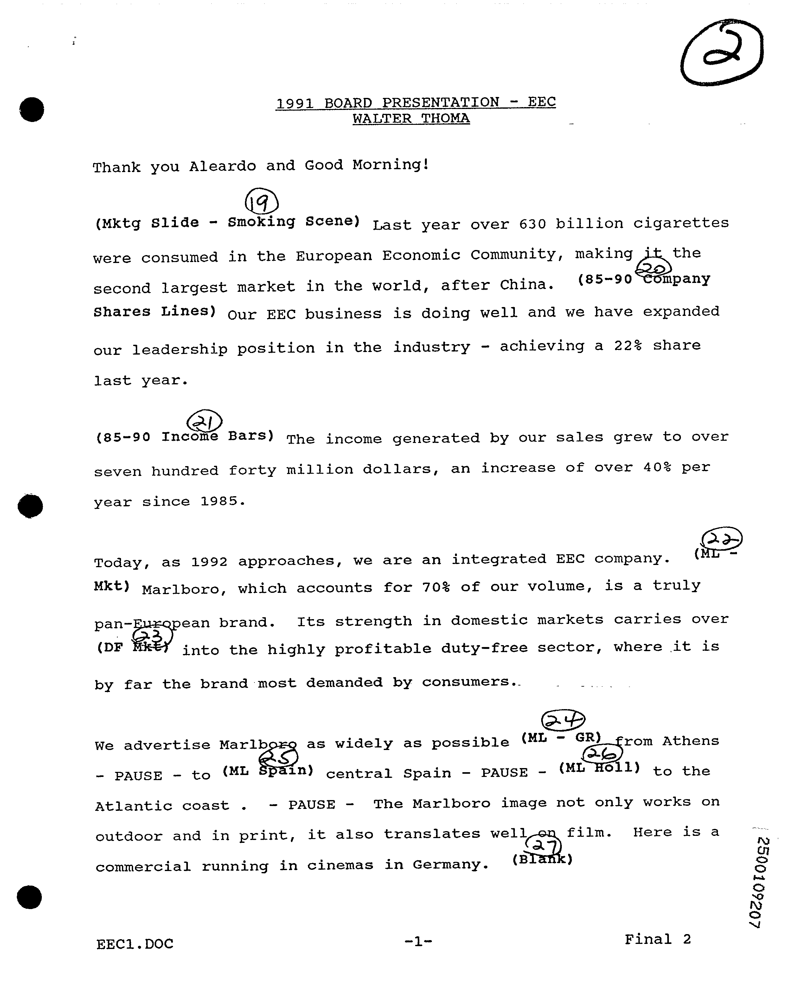 2
1991 BOARD PRESENTATION - EEC
WALTER THOMA
Thank you Aleardo and Good Morning!
19
(Mktg Slide - Smoking Scene) Last year over 630 billion cigarettes
were consumed in the European Economic Community, making it the
20
second largest market in the world, after China. (85-90 Company
Shares Lines) Our EEC business is doing well and we have expanded
our leadership position in the industry - achieving a 22% share
last year.
21
(85-90 Income Bars) The income generated by our sales grew to over
seven hundred forty million dollars, an increase of over 40% per
year since 1985.
22
Today, as 1992 approaches, we are an integrated EEC company. (ML -
Mkt) Marlboro, which accounts for 70% of our volume, is a truly
pan-European brand. Its strength in domestic markets carries over
23
(DF Mkt) into the highly profitable duty-free sector, where it is
by far the brand most demanded by consumers.
24
We advertise Marlboro as widely as possible (ML - GR) from Athens
25 26
- PAUSE - to (ML Spain) central Spain - PAUSE - (ML Holl) to the
Atlantic coast . - PAUSE - The Marlboro image not only works on
outdoor and in print, it also translates well on film. Here is a
27
commercial running in cinemas in Germany. (Blank)
2500109207
EEC1.DOC -1- Final 2